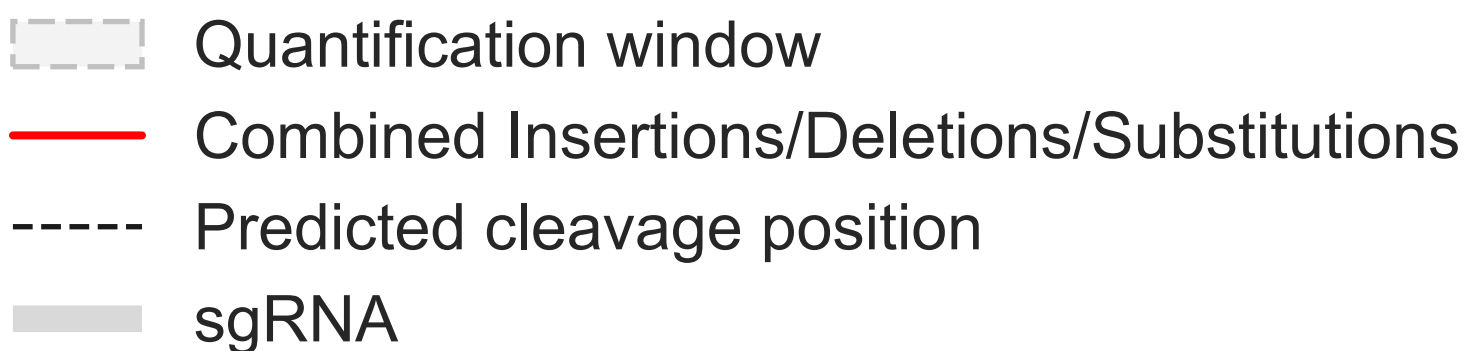 Quantification window
Combined Insertions/Deletions/Substitutions
Predicted cleavage position
sgRNA